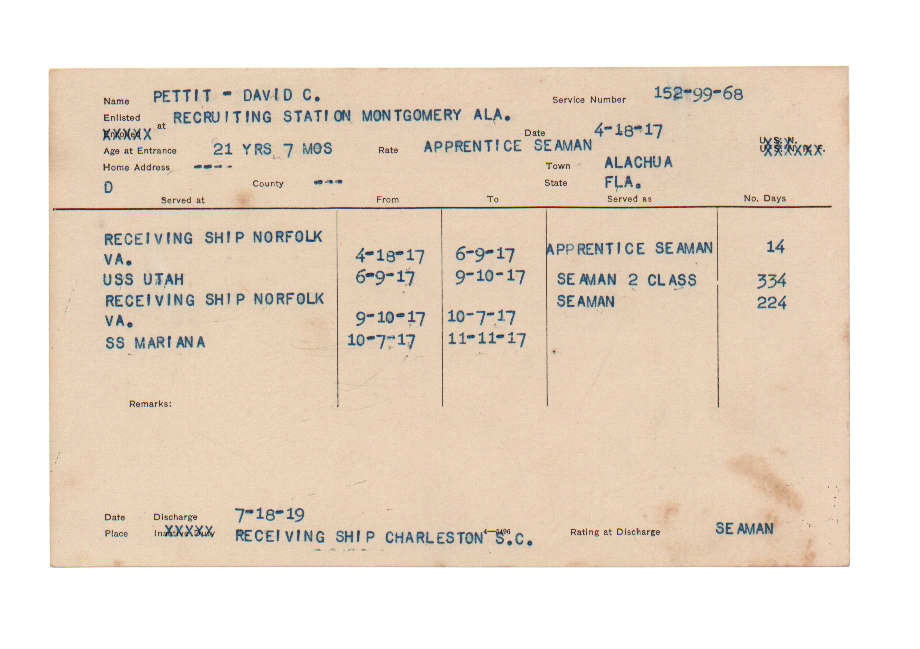 Name PETTIT - DAVID C. Service Number 152-99-68
Enlisted at RECRUITING STATION MONTGOMERY ALA.
XXXXX X Date 4-18-17
Age at Entrance 21 YRS 7 MOS Rate APPRENTICE SEAMAN U.S.N. XXXXXX
Home Address ---- Town ALACHUA
D County ---- State FLA.
Served at From To Served as No. Days
RECEIVING SHIP NORFOLK
VA. 4-18-17 6-9-17 APPRENTICE SEAMAN 14
USS UTAH 6-9-17 9-10-17 SEAMAN 2 CLASS 334
RECEIVING SHIP NORFOLK SEAMAN 224
VA. 9-10-17 10-7-17
SS MARIANA 10-7-17 11-11-17
Remarks:
Date Discharge 7-18-19
Place XXXXX RECEIVING SHIP CHARLESTON S.C. Rating at Discharge SEAMAN